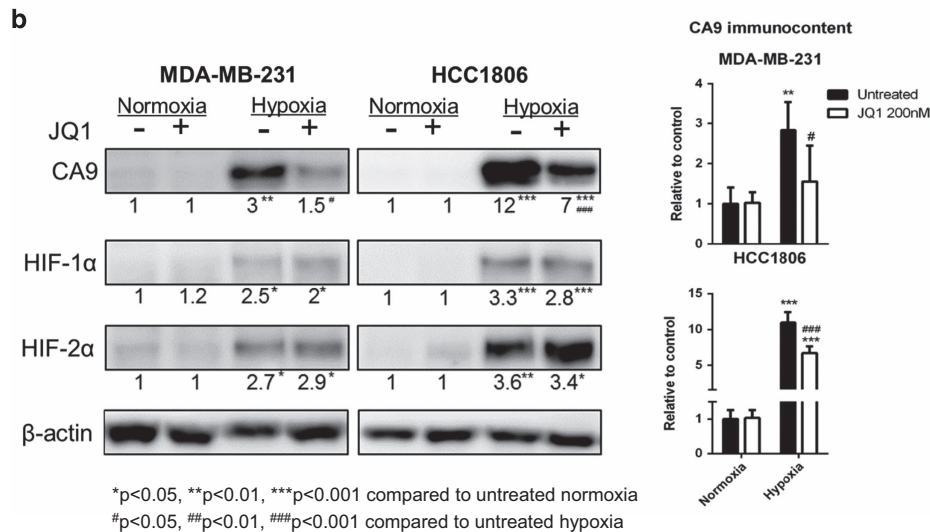 b
MDA-MB-231 HCC1806
Normoxia Hypoxia Normoxia Hypoxia
JQ1 - + - + - + - +
CA9
1 1 3** 1.5# 1 1 12*** 7***###
HIF-1α
1 1.2 2.5* 2* 1 1 3.3*** 2.8***
HIF-2α
1 1 2.7* 2.9* 1 1 3.6** 3.4*
β-actin
*p<0.05, **p<0.01, ***p<0.001 compared to untreated normoxia
#p<0.05, ##p<0.01, ###p<0.001 compared to untreated hypoxia
CA9 immunocontent
MDA-MB-231
Relative to control
4
3
2
1
0
**
#
Untreated
JQ1 200nM
HCC1806
Relative to control
15
10
5
1
0
***
###
***
Normoxia
Hypoxia